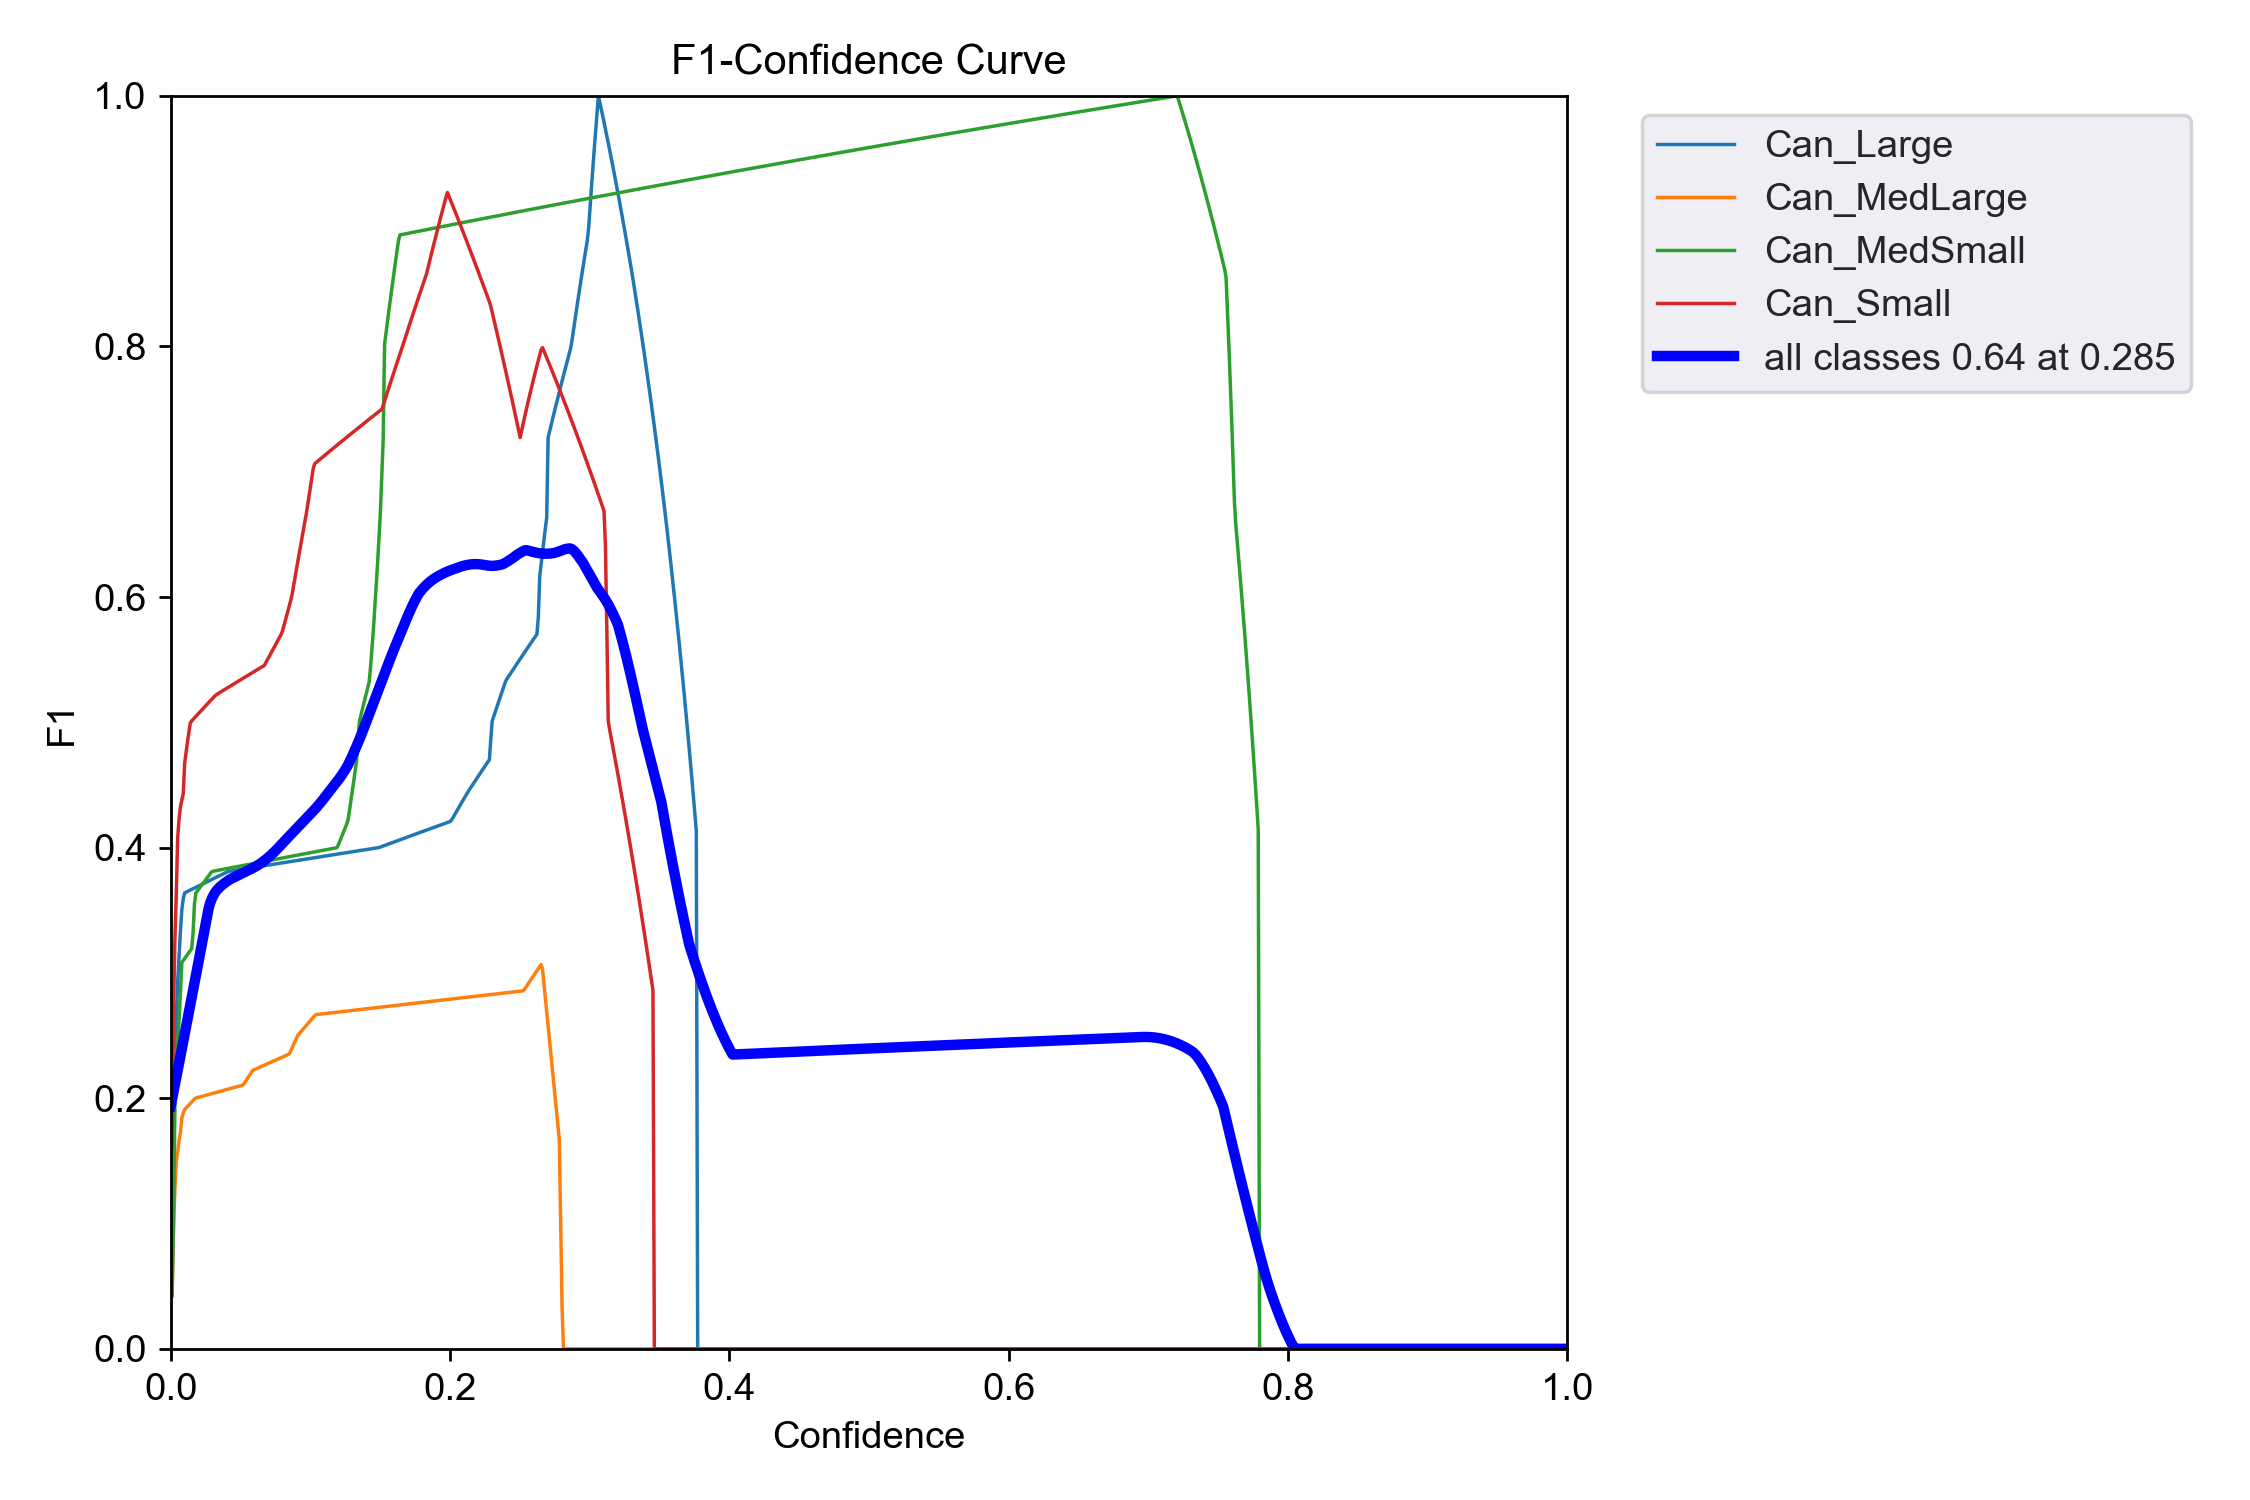 F1-Confidence Curve
1.0
0.8
0.6
0.4
0.2
0.0
F1
0.0 0.2 0.4 0.6 0.8 1.0
Confidence
Can_Large
Can_MedLarge
Can_MedSmall
Can_Small
all classes 0.64 at 0.285